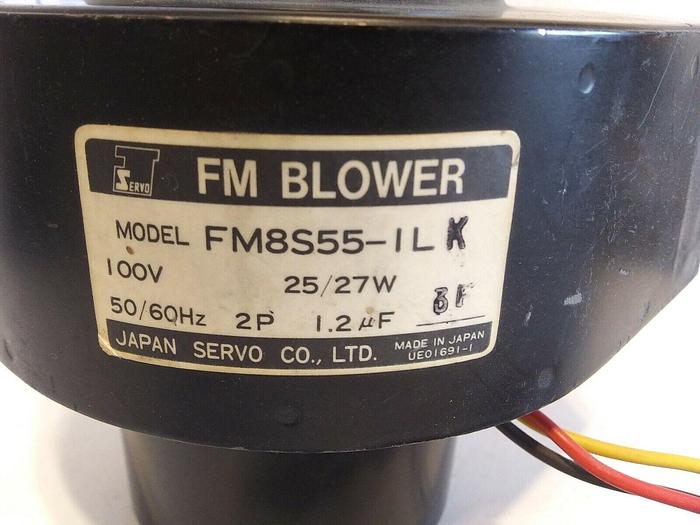 SERVO
FM BLOWER
MODEL FM8S55-1L K
100V 25/27W
50/60Hz 2P 1.2μF 3F
JAPAN SERVO CO., LTD. MADE IN JAPAN
UE01691-1